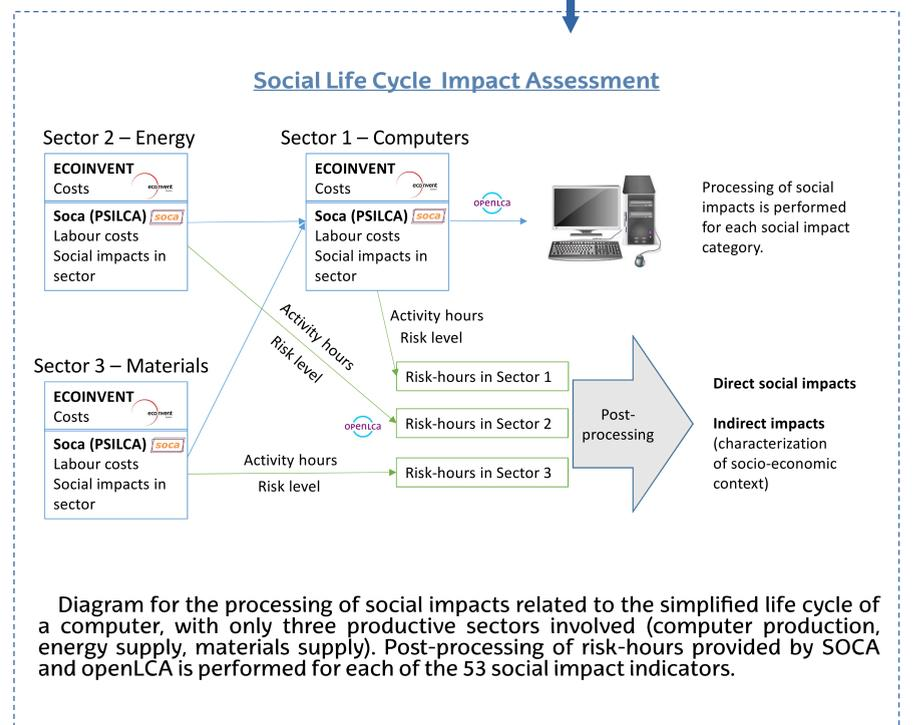 Social Life Cycle  Impact Assessment
Sector 2 – Energy
ECOINVENT
Costs
ecoinvent
Soca (PSILCA) soca
Labour costs
Social impacts in
sector
Sector 1 – Computers
ECOINVENT
Costs
ecoinvent
Soca (PSILCA) soca
Labour costs
Social impacts in
sector
openLCA
Processing of social
impacts is performed
for each social impact
category.
Activity hours
Risk level
Activity hours
Risk level
Sector 3 – Materials
ECOINVENT
Costs
ecoinvent
Soca (PSILCA) soca
Labour costs
Social impacts in
sector
Activity hours
Risk level
openLCA
Risk-hours in Sector 1
Risk-hours in Sector 2
Risk-hours in Sector 3
Post-
processing
Direct social impacts
Indirect impacts
(characterization
of socio-economic
context)
Diagram for the processing of social impacts related to the simplified life cycle of
a computer, with only three productive sectors involved (computer production,
energy supply, materials supply). Post-processing of risk-hours provided by SOCA
and openLCA is performed for each of the 53 social impact indicators.